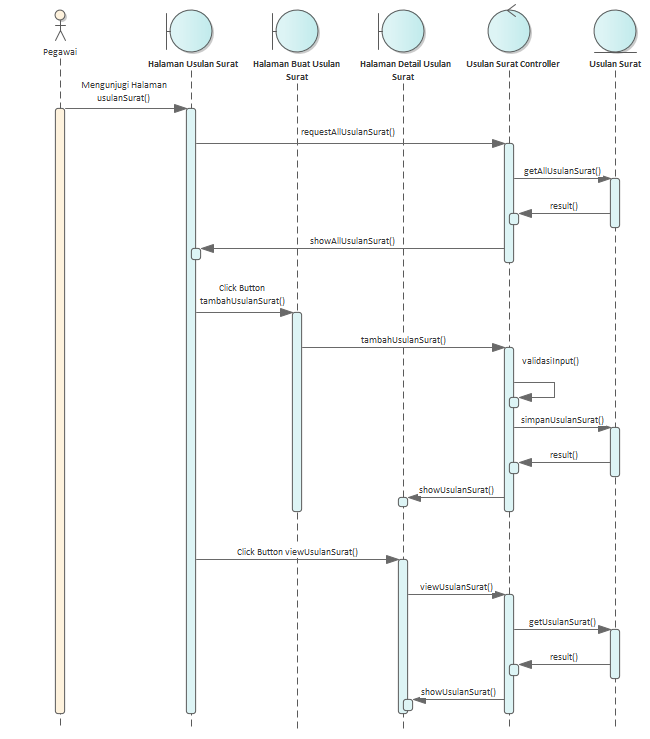 Pegawai
Halaman Usulan Surat
Halaman Buat Usulan
Surat
Halaman Detail Usulan
Surat
Usulan Surat Controller
Usulan Surat
Mengunjugi Halaman
usulanSurat()
requestAllUsulanSurat()
getAllUsulanSurat()
result()
showAllUsulanSurat()
Click Button
tambahUsulanSurat()
tambahUsulanSurat()
validasiInput()
simpanUsulanSurat()
result()
showUsulanSurat()
Click Button viewUsulanSurat()
viewUsulanSurat()
getUsulanSurat()
result()
showUsulanSurat()